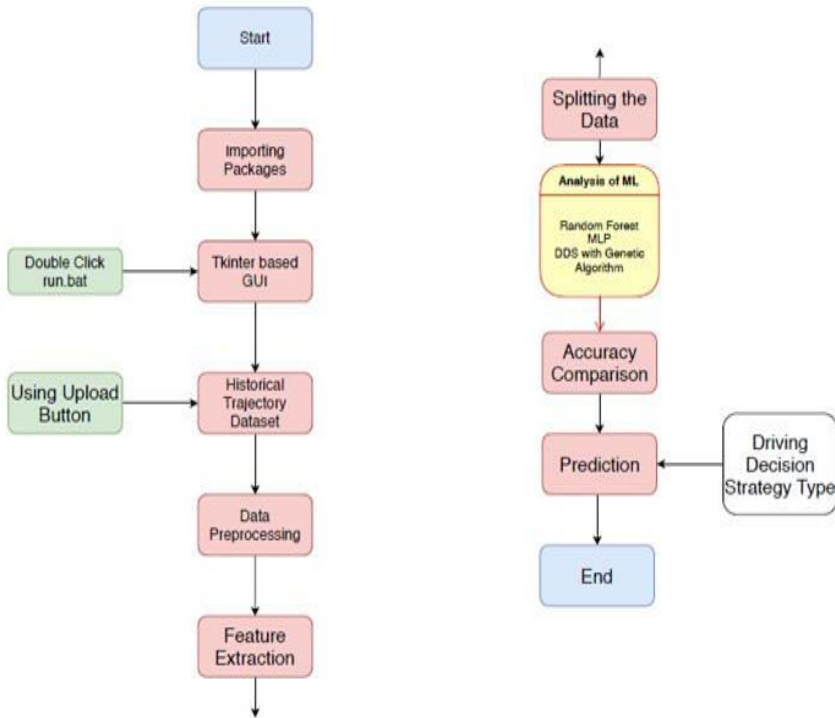 Start
Importing
Packages
Double Click
run.bat
Tkinter based
GUI
Using Upload
Button
Historical
Trajectory
Dataset
Data
Preprocessing
Feature
Extraction
Splitting the
Data
Analysis of ML
Random Forest
MLP
DDS with Genetic
Algorithm
Accuracy
Comparison
Prediction
Driving
Decision
Strategy Type
End